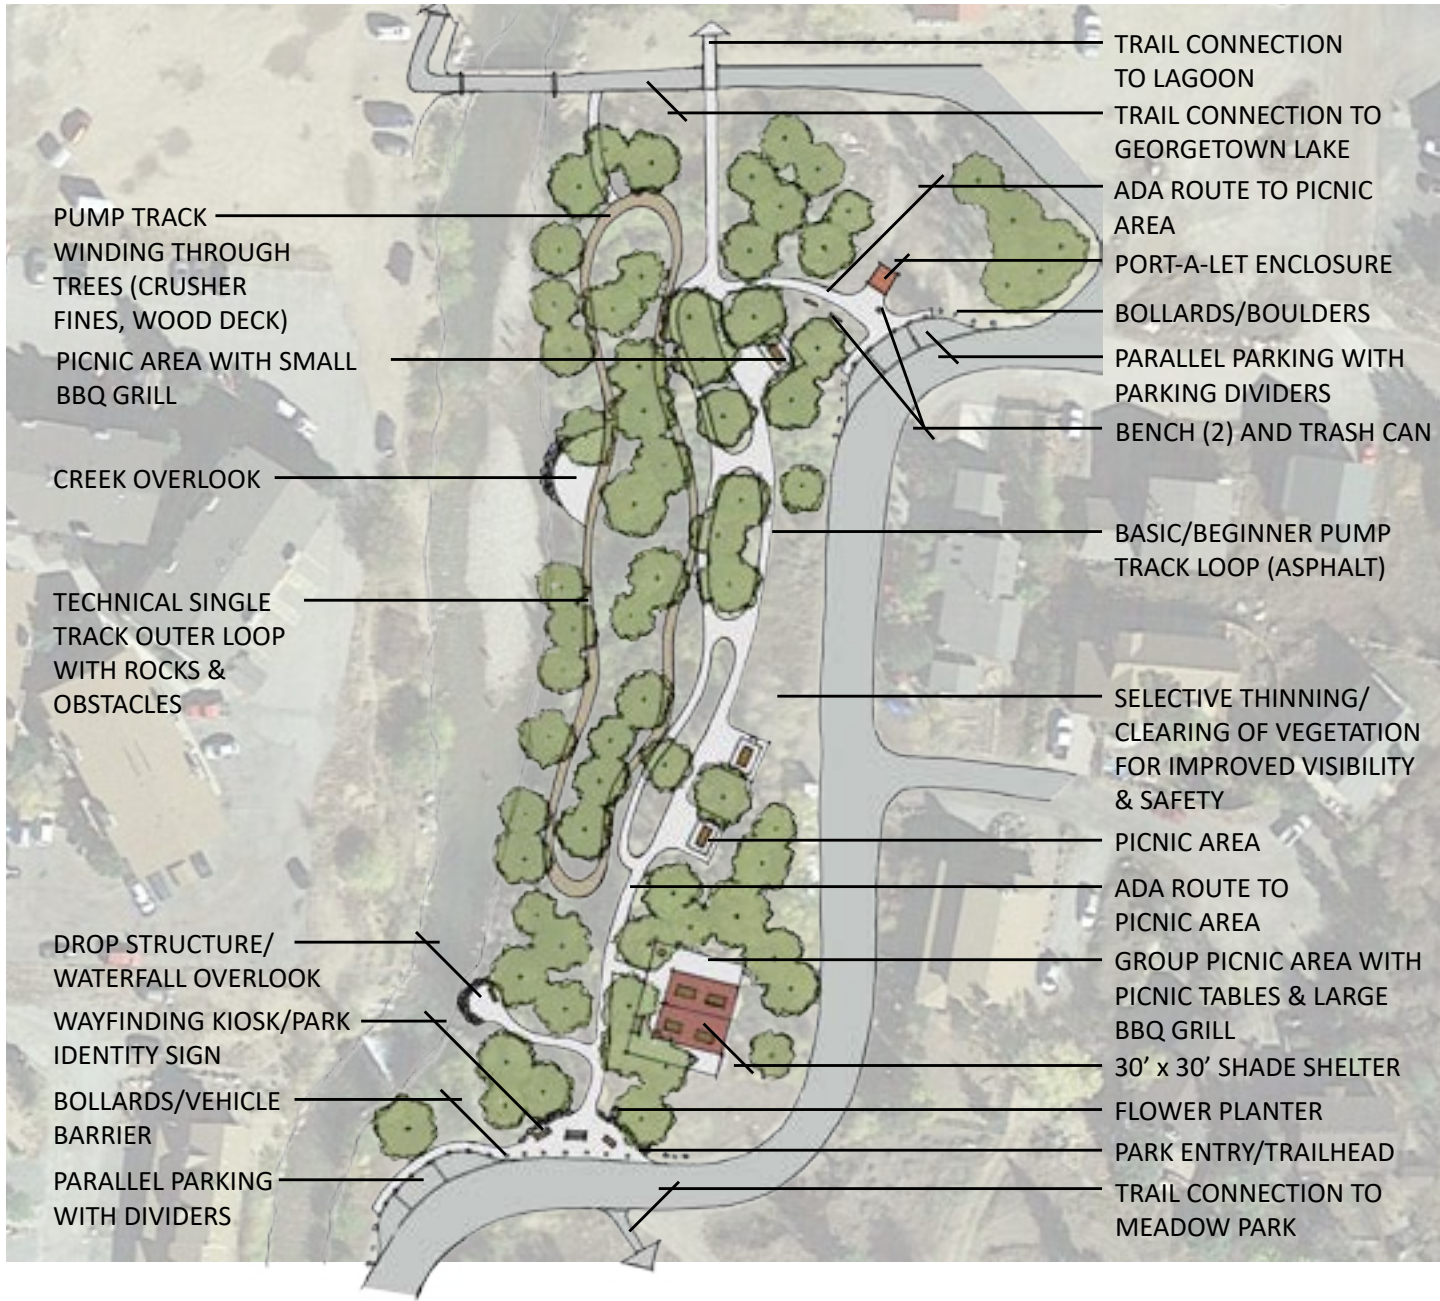 PUMP TRACK
WINDING THROUGH
TREES (CRUSHER
FINES, WOOD DECK)
PICNIC AREA WITH SMALL
BBQ GRILL
CREEK OVERLOOK
TECHNICAL SINGLE
TRACK OUTER LOOP
WITH ROCKS &
OBSTACLES
DROP STRUCTURE/
WATERFALL OVERLOOK
WAYFINDING KIOSK/PARK
IDENTITY SIGN
BOLLARDS/VEHICLE
BARRIER
PARALLEL PARKING
WITH DIVIDERS
TRAIL CONNECTION
TO LAGOON
TRAIL CONNECTION TO
GEORGETOWN LAKE
ADA ROUTE TO PICNIC
AREA
PORT-A-LET ENCLOSURE
BOLLARDS/BOULDERS
PARALLEL PARKING WITH
PARKING DIVIDERS
BENCH (2) AND TRASH CAN
BASIC/BEGINNER PUMP
TRACK LOOP (ASPHALT)
SELECTIVE THINNING/
CLEARING OF VEGETATION
FOR IMPROVED VISIBILITY
& SAFETY
PICNIC AREA
ADA ROUTE TO
PICNIC AREA
GROUP PICNIC AREA WITH
PICNIC TABLES & LARGE
BBQ GRILL
30’ x 30’ SHADE SHELTER
FLOWER PLANTER
PARK ENTRY/TRAILHEAD
TRAIL CONNECTION TO
MEADOW PARK